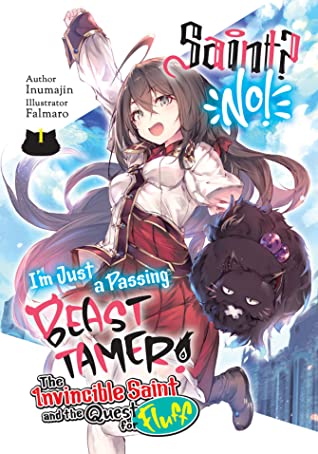 Saint?
No!
Author
Inumajin
Illustrator
Falmaro
1
I'm Just
a Passing
BEAST
TAMER!
The
Invincible Saint
and the Quest
for Fluff